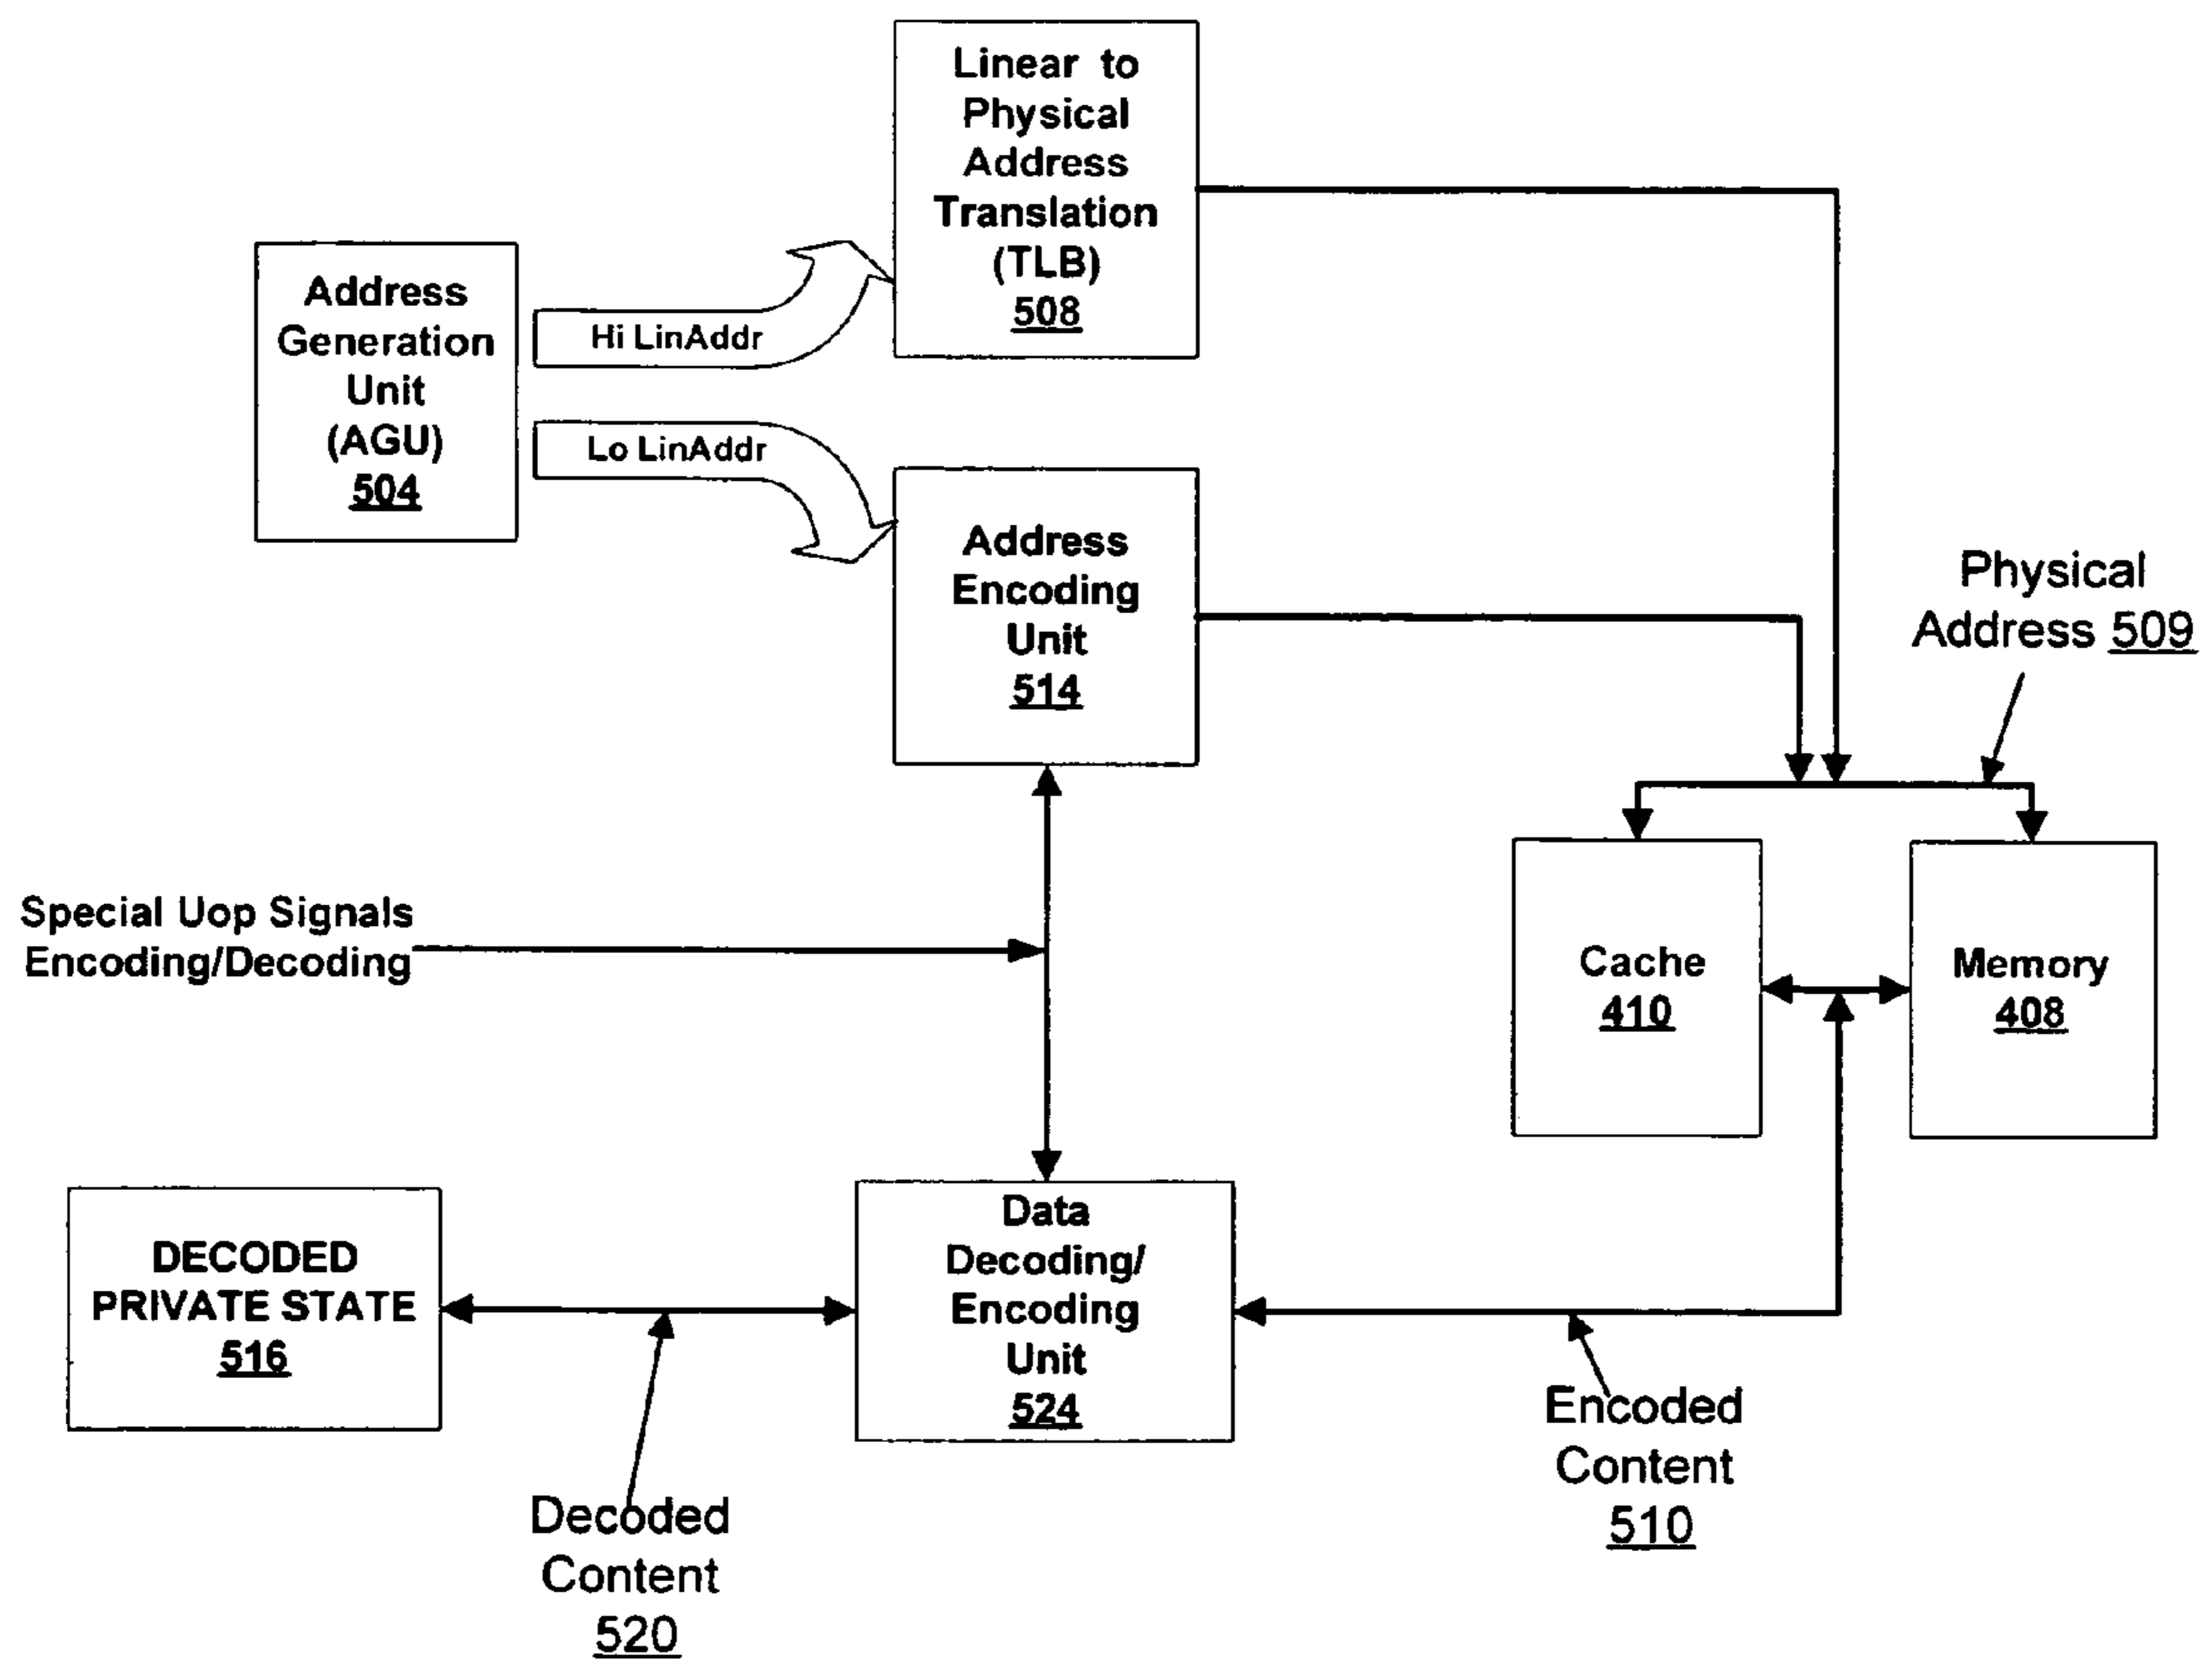 Linear to
Physical
Address
Translation
(TLB)
508
Address
Generation
Unit
(AGU)
504
Hi LinAddr
Lo LinAddr
Address
Encoding
Unit
514
Physical
Address 509
Special Uop Signals
Encoding/Decoding
Cache
410
Memory
408
DECODED
PRIVATE STATE
516
Data
Decoding/
Encoding
Unit
524
Encoded
Content
510
Decoded
Content
520